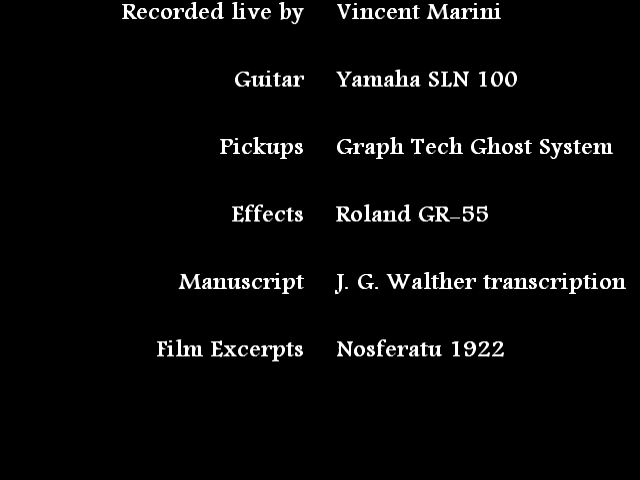 Recorded live by Vincent Marini
Guitar Yamaha SLN 100
Pickups Graph Tech Ghost System
Effects Roland GR-55
Manuscript J. G. Walther transcription
Film Excerpts Nosferatu 1922